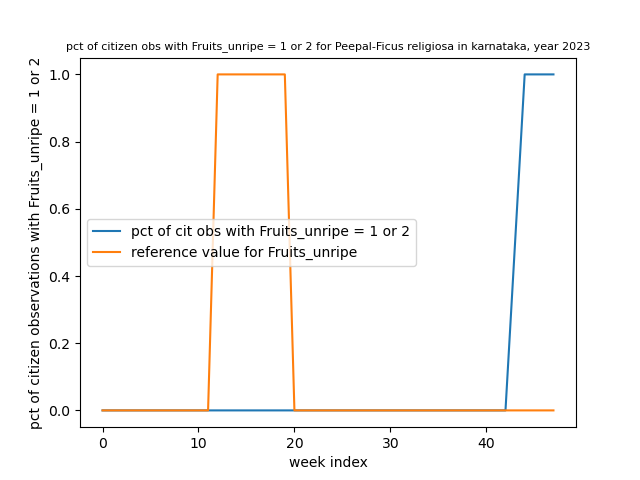 pct of citizen obs with Fruits_unripe = 1 or 2 for Peepal-Ficus religiosa in karnataka, year 2023
pct of citizen observations with Fruits_unripe = 1 or 2
1.0
0.8
0.6
0.4
0.2
0.0
pct of cit obs with Fruits_unripe = 1 or 2
reference value for Fruits_unripe
0 10 20 30 40
week index